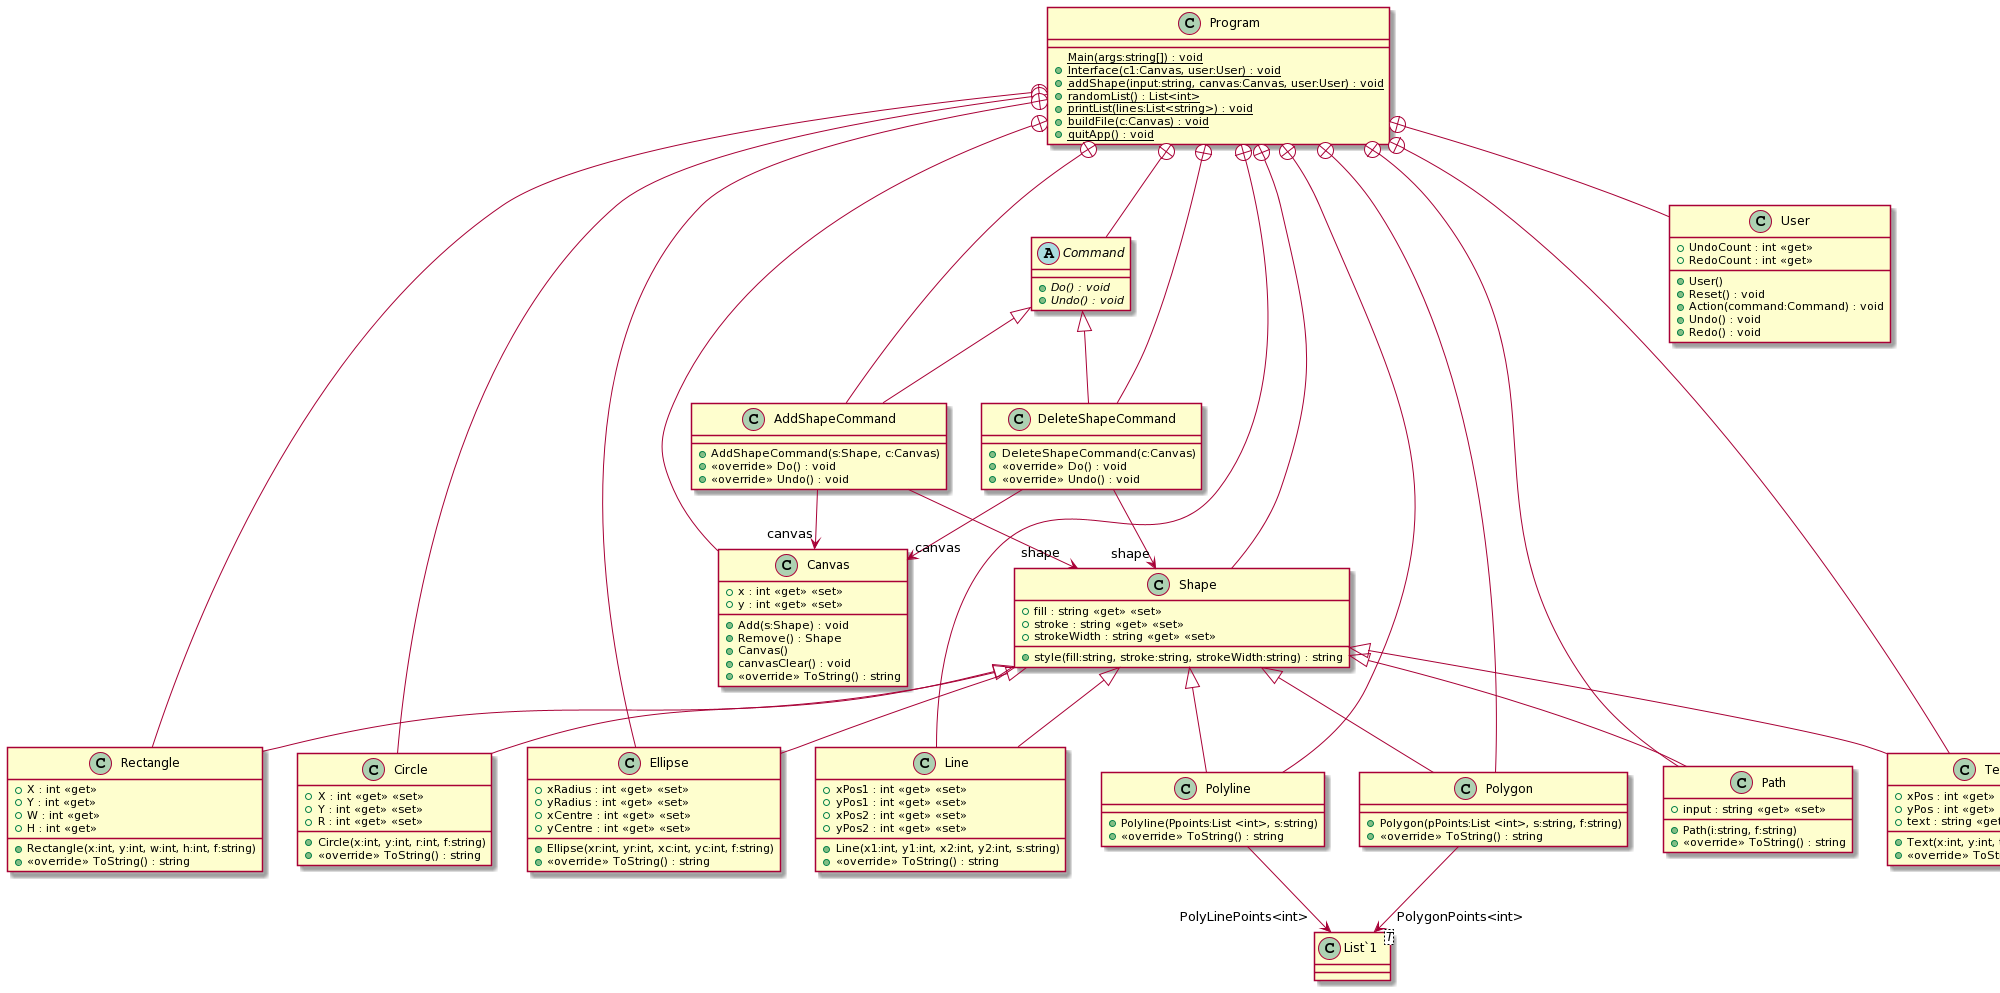 C Program
Main(args:string[]) : void
Interface(c1:Canvas, user:User) : void
addShape(input:string, canvas:Canvas, user:User) : void
randomList() : List<int>
printList(lines:List<string>) : void
buildFile(c:Canvas) : void
quitApp() : void
C User
UndoCount : int «get»
RedoCount : int «get»
User()
Reset() : void
Action(command:Command) : void
Undo() : void
Redo() : void
A Command
Do() : void
Undo() : void
C AddShapeCommand
AddShapeCommand(s:Shape, c:Canvas)
«override» Do() : void
«override» Undo() : void
C DeleteShapeCommand
DeleteShapeCommand(c:Canvas)
«override» Do() : void
«override» Undo() : void
canvas
canvas
shape
shape
C Canvas
x : int «get» «set»
y : int «get» «set»
Add(s:Shape) : void
Remove() : Shape
Canvas()
canvasClear() : void
«override» ToString() : string
C Shape
fill : string «get» «set»
stroke : string «get» «set»
strokeWidth : string «get» «set»
style(fill:string, stroke:string, strokeWidth:string) : string
C Rectangle
X : int «get»
Y : int «get»
W : int «get»
H : int «get»
Rectangle(x:int, y:int, w:int, h:int, f:string)
«override» ToString() : string
C Circle
X : int «get» «set»
Y : int «get» «set»
R : int «get» «set»
Circle(x:int, y:int, r:int, f:string)
«override» ToString() : string
C Ellipse
xRadius : int «get» «set»
yRadius : int «get» «set»
xCentre : int «get» «set»
yCentre : int «get» «set»
Ellipse(xr:int, yr:int, xc:int, yc:int, f:string)
«override» ToString() : string
C Line
xPos1 : int «get» «set»
yPos1 : int «get» «set»
xPos2 : int «get» «set»
yPos2 : int «get» «set»
Line(x1:int, y1:int, x2:int, y2:int, s:string)
«override» ToString() : string
C Polyline
Polyline(Ppoints:List <int>, s:string)
«override» ToString() : string
C Polygon
Polygon(pPoints:List <int>, s:string, f:string)
«override» ToString() : string
C Path
input : string «get» «set»
Path(i:string, f:string)
«override» ToString() : string
C Te
xPos : int «get»
yPos : int «get»
text : string «get
Text(x:int, y:int,
«override» ToSt
PolyLinePoints<int>
PolygonPoints<int>
C List`1
T